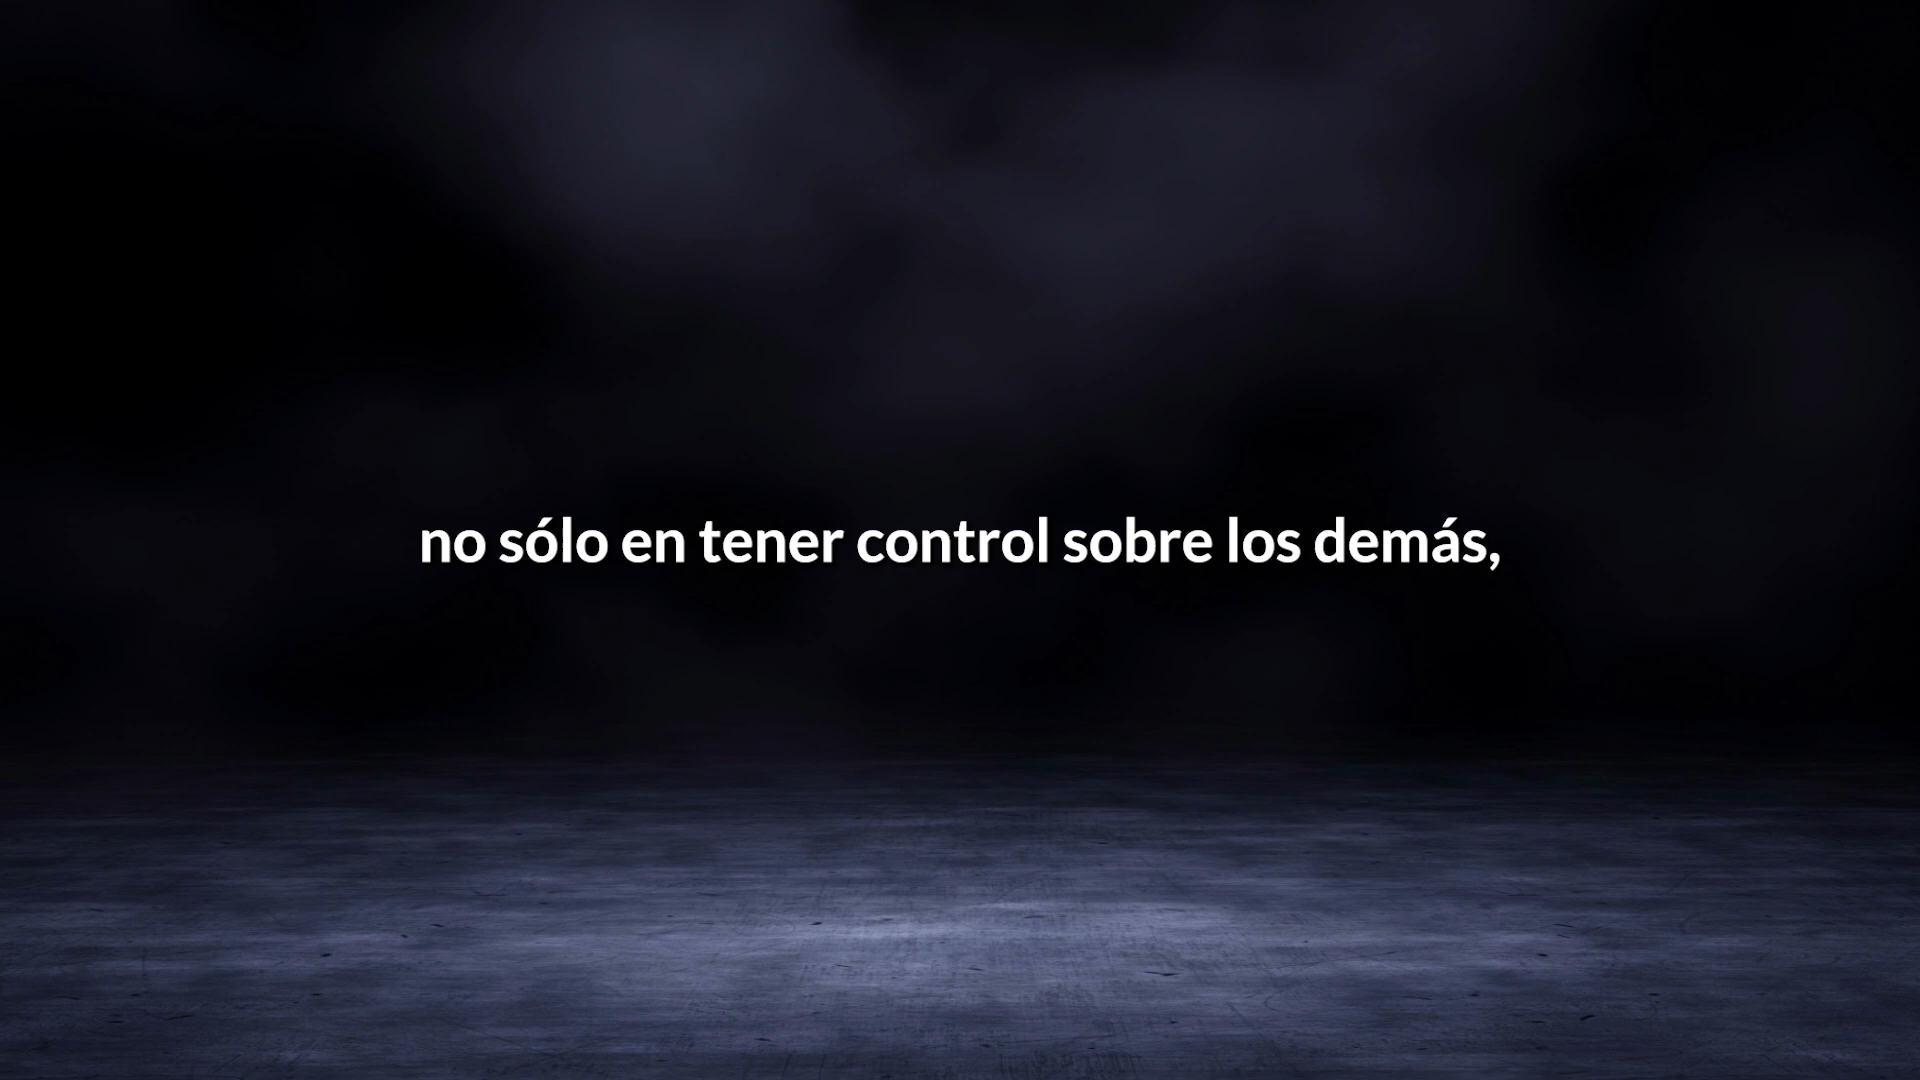 no sólo en tener control sobre los demás,